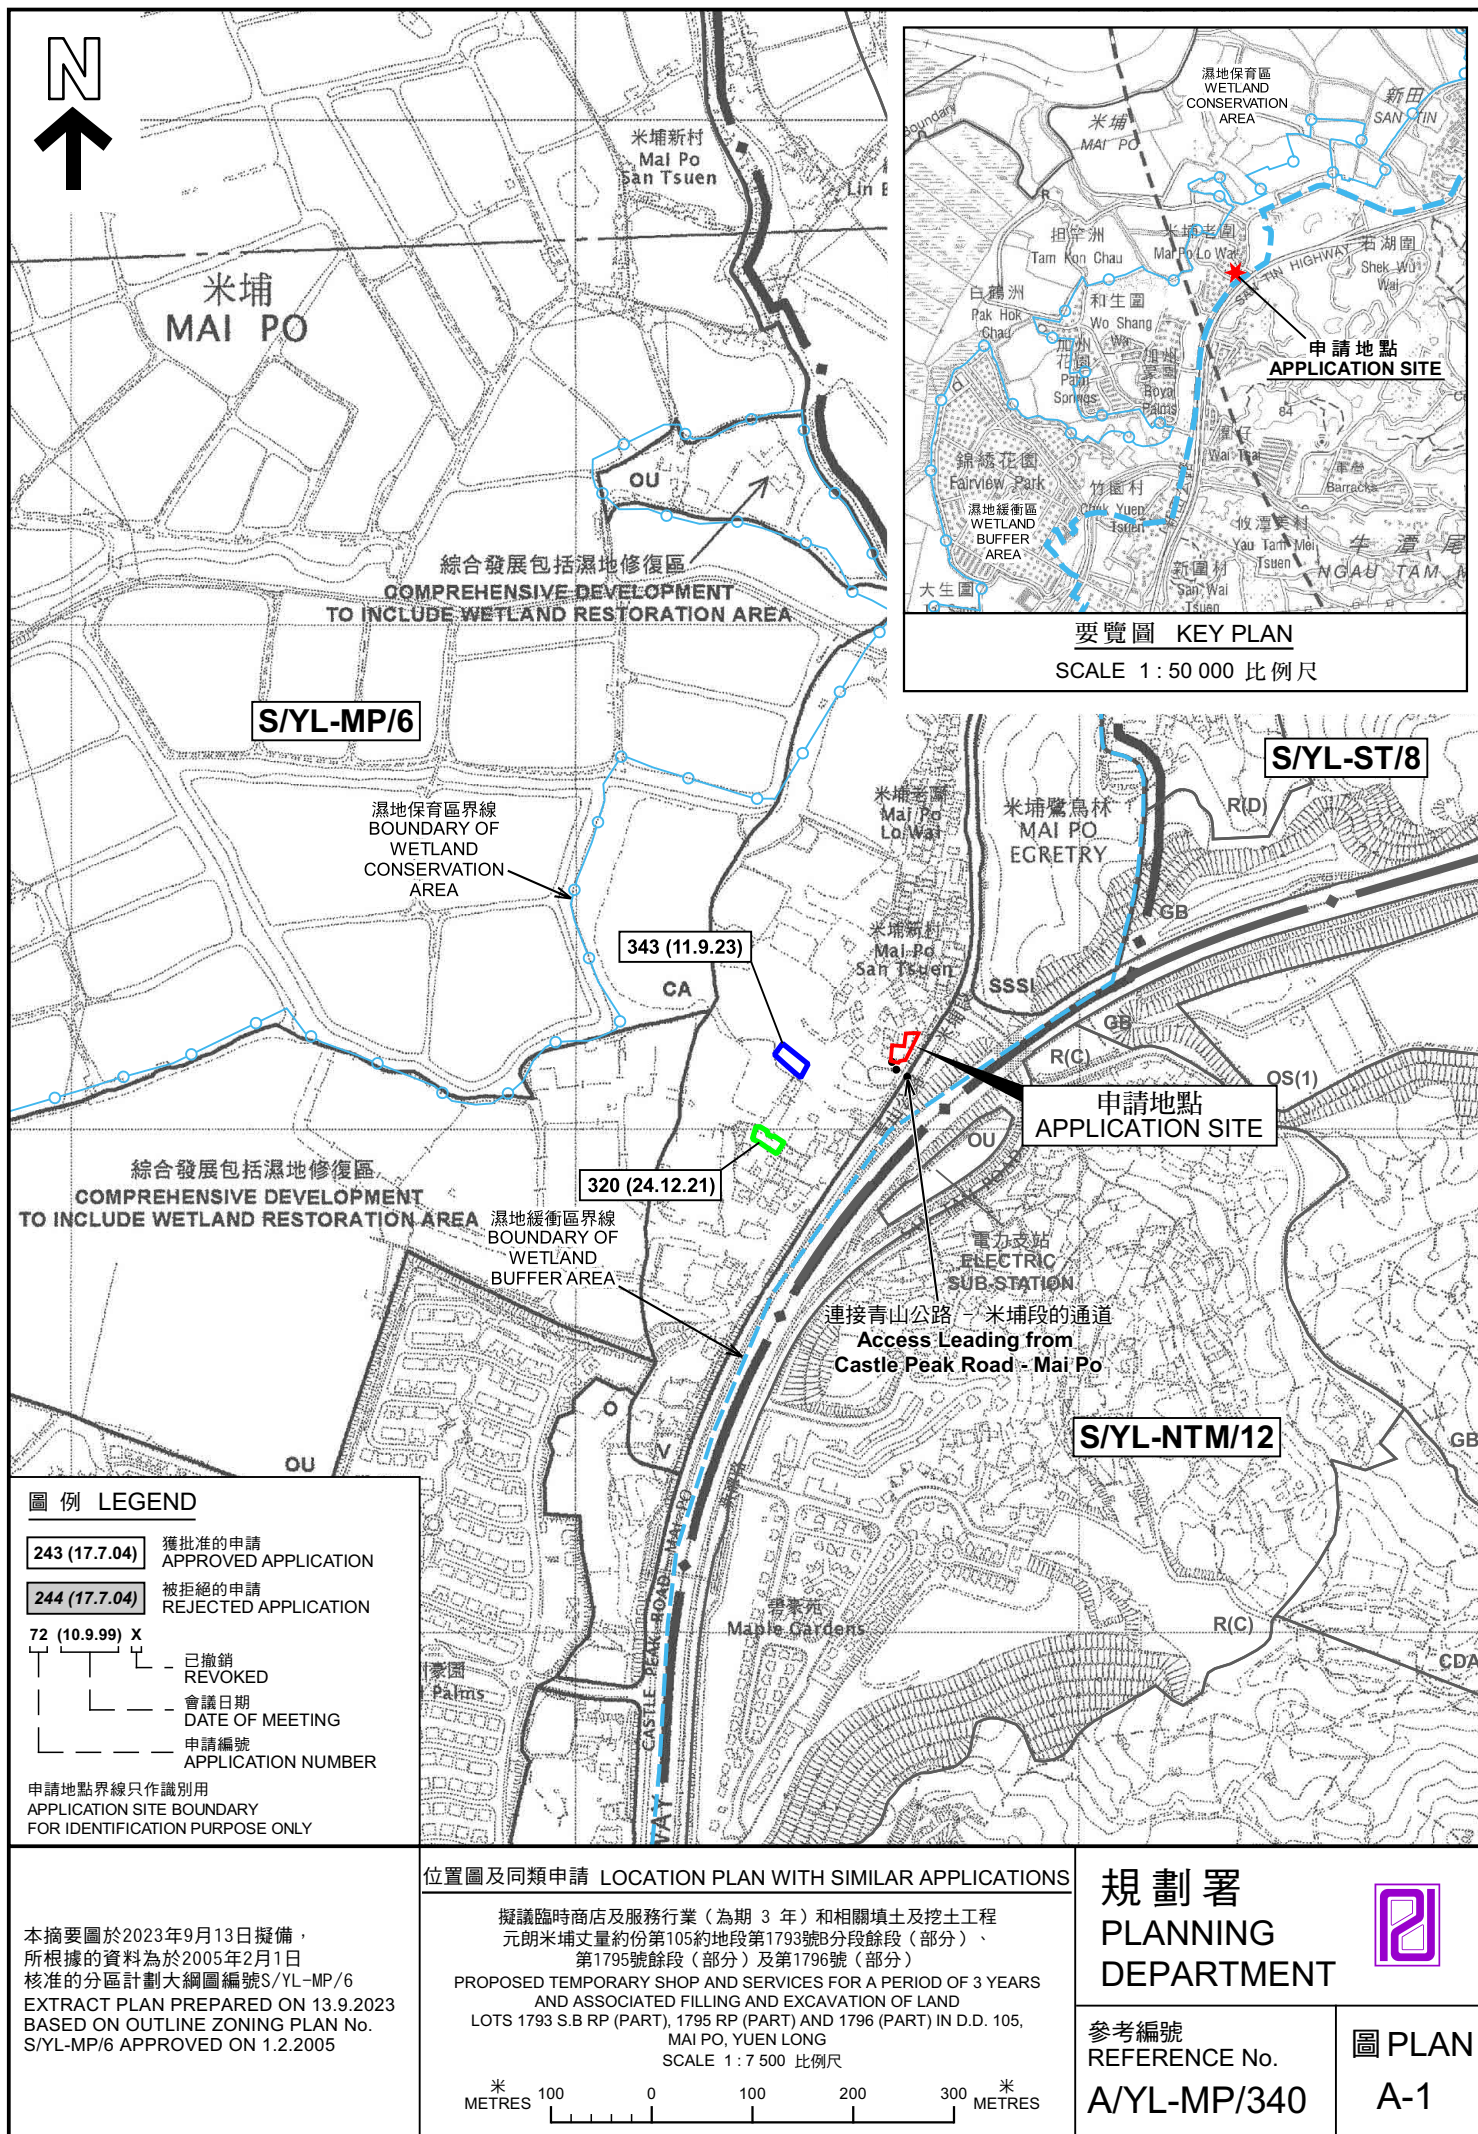 N
米埔新村
Mai Po
San Tsuen
米埔
MAI PO
OU
綜合發展包括濕地修復區
COMPREHENSIVE DEVELOPMENT
TO INCLUDE WETLAND RESTORATION AREA
S/YL-MP/6
濕地保育區
WETLAND
CONSERVATION
AREA
新田
SAN TIN
米埔
MAI PO
Boundary
R
担竿洲
Tam Kon Chau
米埔老圍
Mai Po Lo Wai
SAN TIN HIGHWAY
石湖圍
Shek Wu
Wai
白鶴洲
Pak Hok
Chau
和生圍
Wo Shang
Wai
申請地點
APPLICATION SITE
加州
花園
Palm
Springs
加州
豪園
Royal
Palms
84
圍仔
Wai Tsai
錦綉花園
Fairview Park
軍營
Barracks
竹園村
Chuk Yuen
Tsuen
濕地緩衝區
WETLAND
BUFFER
AREA
攸潭美村
Yau Tam Mei
Tsuen
牛潭尾
NGAU TAM M
新圍村
San Wai
Tsuen
大生圍
要覽圖 KEY PLAN
SCALE 1 : 50 000 比例尺
S/YL-ST/8
R(D)
米埔老圍
Mai Po
Lo Wai
米埔鷺鳥林
MAI PO
EGRETRY
濕地保育區界線
BOUNDARY OF
WETLAND
CONSERVATION
AREA
GB
343 (11.9.23)
米埔新村
Mai Po
San Tsuen
CA
SSSI
GB
R(C)
OS(1)
申請地點
APPLICATION SITE
OU
320 (24.12.21)
綜合發展包括濕地修復區
COMPREHENSIVE DEVELOPMENT
TO INCLUDE WETLAND RESTORATION AREA
濕地緩衝區界線
BOUNDARY OF
WETLAND
BUFFER AREA
電力支站
ELECTRIC
SUB-STATION
連接青山公路 - 米埔段的通道
Access Leading from
Castle Peak Road - Mai Po
O
V
S/YL-NTM/12
GB
OU
碧豪苑
Maple Gardens
R(C)
CDA
CASTLE PEAK ROAD MAI PO
WAY
豪園
Palms
圖 例 LEGEND
243 (17.7.04)
獲批准的申請
APPROVED APPLICATION
244 (17.7.04)
被拒絕的申請
REJECTED APPLICATION
72 (10.9.99) X
已撤銷
REVOKED
會議日期
DATE OF MEETING
申請編號
APPLICATION NUMBER
申請地點界線只作識別用
APPLICATION SITE BOUNDARY
FOR IDENTIFICATION PURPOSE ONLY
本摘要圖於2023年9月13日擬備，
所根據的資料為於2005年2月1日
核准的分區計劃大綱圖編號S/YL-MP/6
EXTRACT PLAN PREPARED ON 13.9.2023
BASED ON OUTLINE ZONING PLAN No.
S/YL-MP/6 APPROVED ON 1.2.2005
位置圖及同類申請 LOCATION PLAN WITH SIMILAR APPLICATIONS
擬議臨時商店及服務行業（為期 3 年）和相關填土及挖土工程
元朗米埔丈量約份第105約地段第1793號B分段餘段（部分）、
第1795號餘段（部分）及第1796號（部分）
PROPOSED TEMPORARY SHOP AND SERVICES FOR A PERIOD OF 3 YEARS
AND ASSOCIATED FILLING AND EXCAVATION OF LAND
LOTS 1793 S.B RP (PART), 1795 RP (PART) AND 1796 (PART) IN D.D. 105,
MAI PO, YUEN LONG
SCALE 1 : 7 500 比例尺
米
METRES 100 0 100 200 300 米
METRES
規劃署
PLANNING
DEPARTMENT
參考編號
REFERENCE No.
A/YL-MP/340
圖 PLAN
A-1